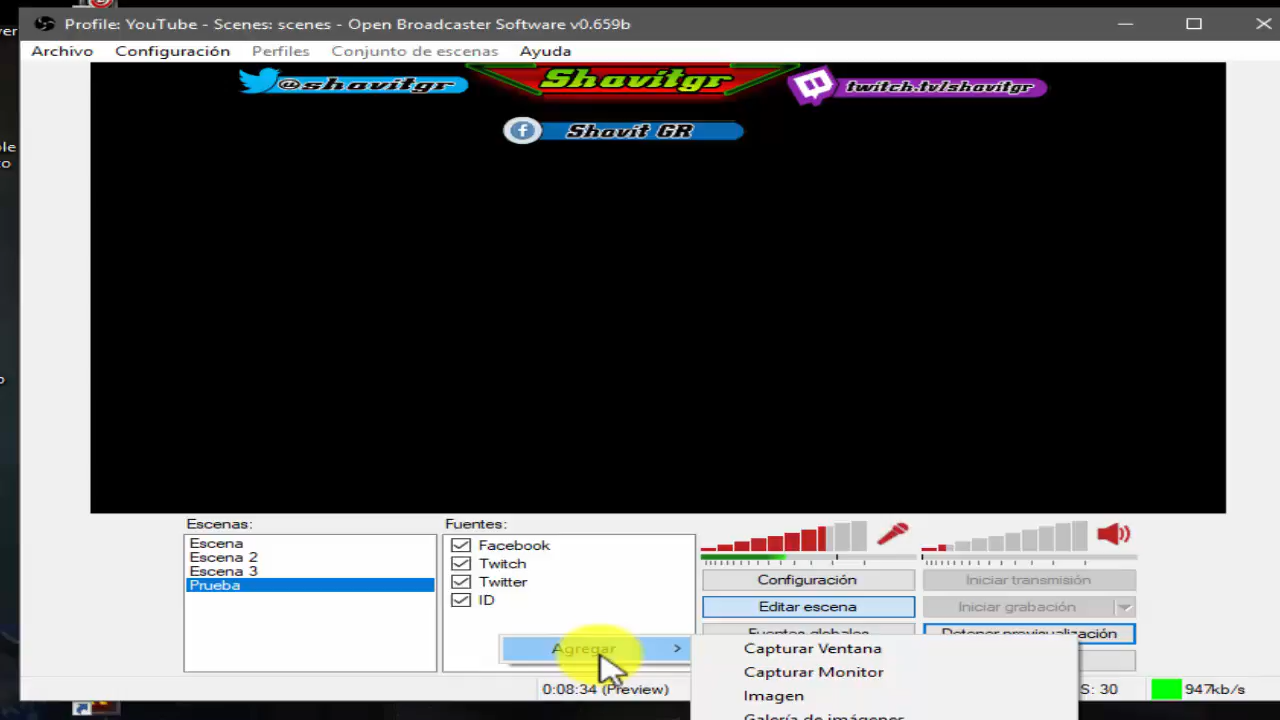 Profile: YouTube - Scenes: scenes - Open Broadcaster Software v0.659b
Archivo Configuración Perfiles Conjunto de escenas Ayuda
@shavitgr Shavitgr twitch.tv/shavitgr
f Shavit GR
Escenas: Fuentes:
Escena
Escena 2
Escena 3
Prueba
Facebook
Twitch
Twitter
ID
Configuración Iniciar transmisión
Editar escena Iniciar grabación
Fuentes globales Detener previsualización
Agregar > Capturar Ventana
Capturar Monitor
Imagen
Galería de imágenes
0:08:34 (Preview) S: 30 947kb/s